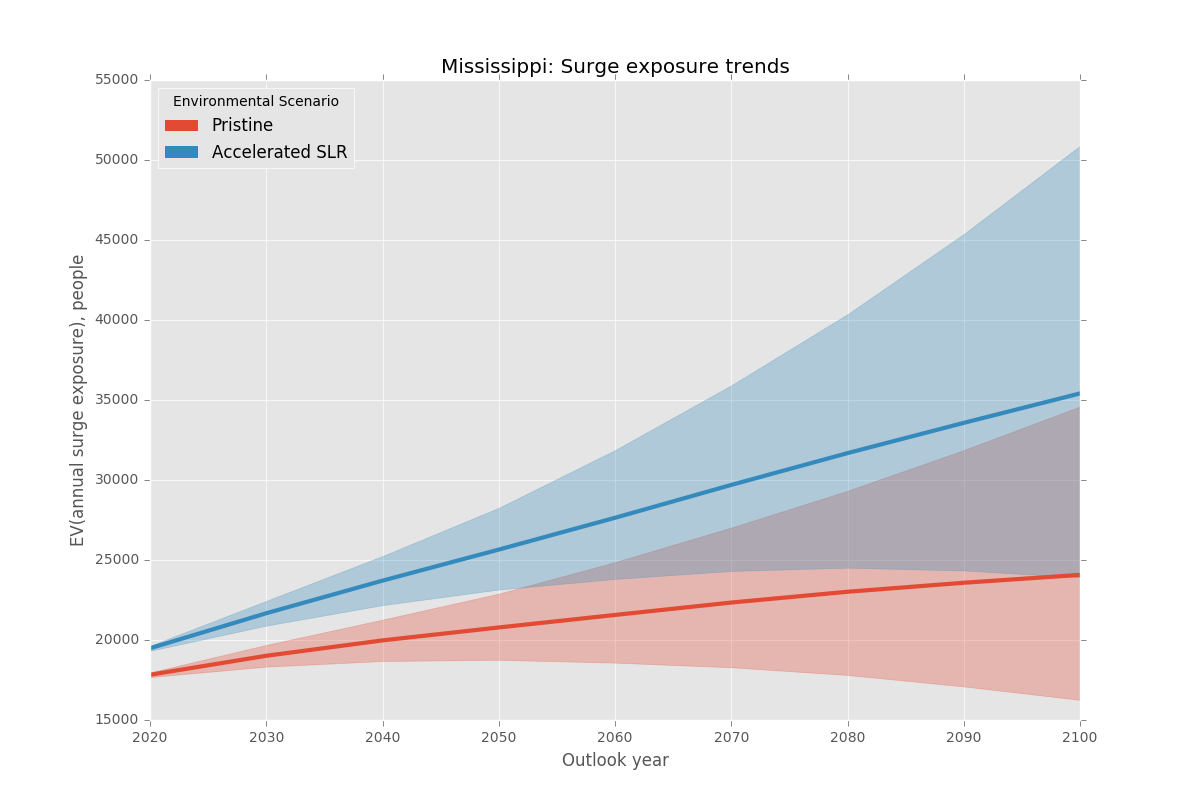 Mississippi: Surge exposure trends
Environmental Scenario
Pristine
Accelerated SLR
EV(annual surge exposure), people
55000
50000
45000
40000
35000
30000
25000
20000
15000
2020 2030 2040 2050 2060 2070 2080 2090 2100
Outlook year